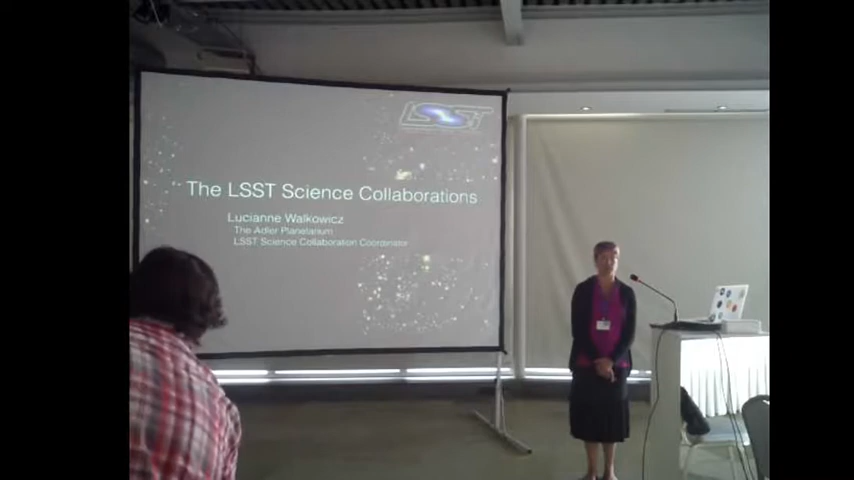 LSST
The LSST Science Collaborations
Lucianne Walkowicz
The Adler Planetarium
LSST Science Collaboration Coordinator